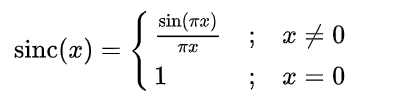 sinc(x) = { sin(πx) / πx ; x ≠ 0
1 ; x = 0